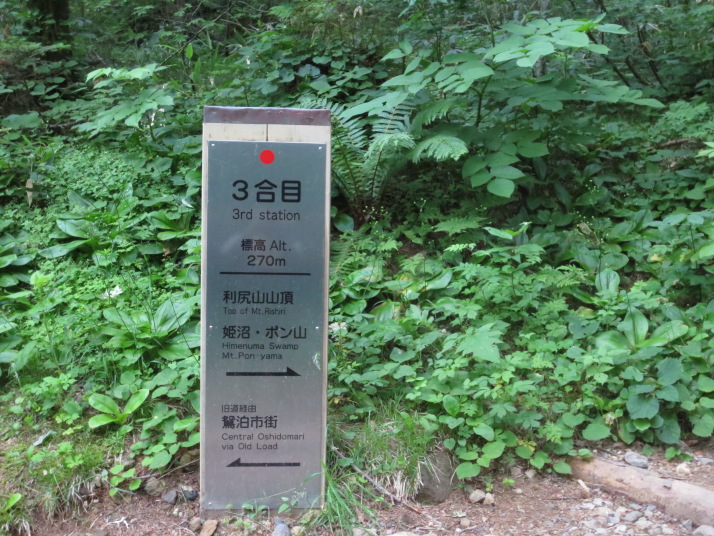 3合目
3rd station
標高 Alt.
270m
利尻山山頂
Top of Mt.Rishiri
姫沼・ポン山
Himenuma Swamp
Mt.Pon-yama
旧道経由
鴛泊市街
Central Oshidomari
via Old Load